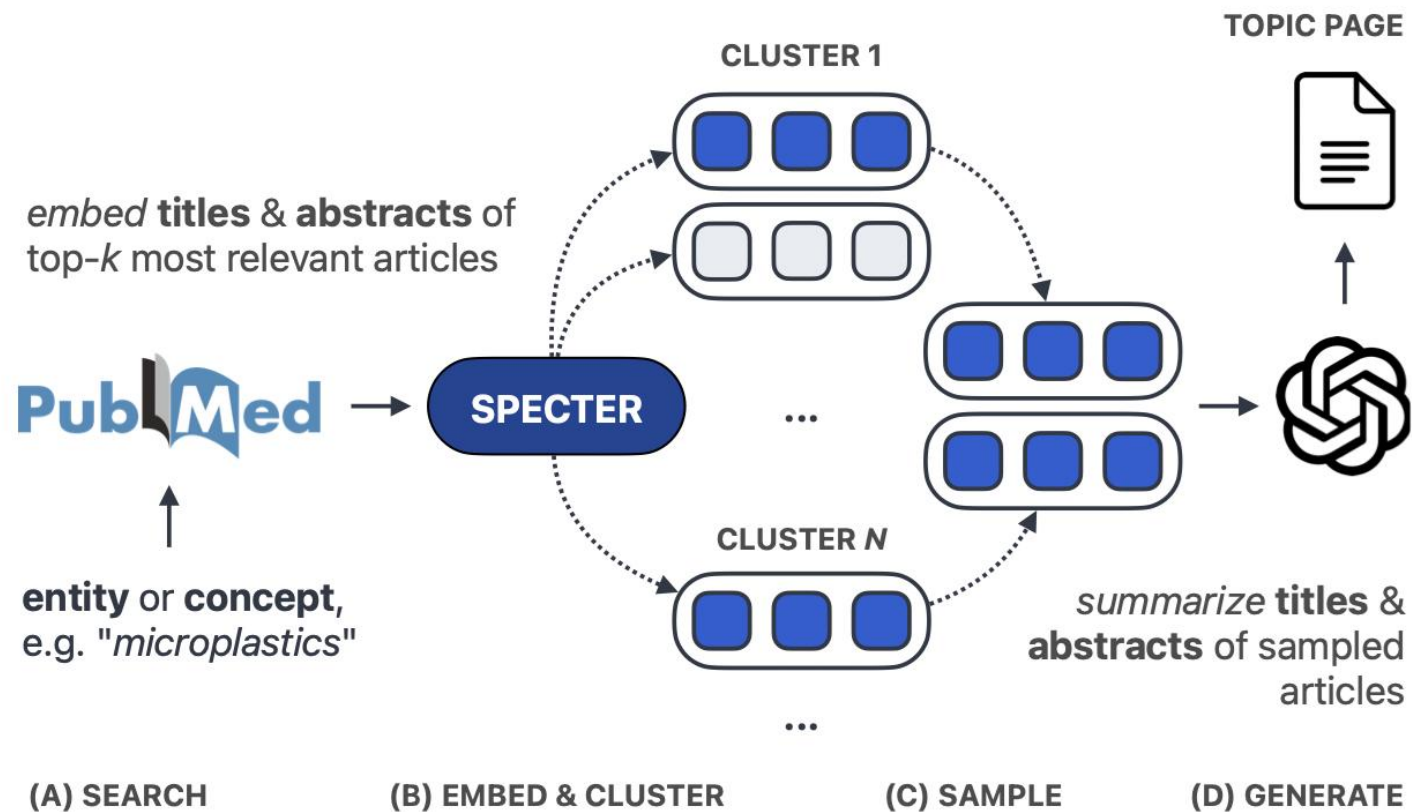 TOPIC PAGE
CLUSTER 1
embed titles & abstracts of
top-k most relevant articles
PubMed
SPECTER
...
CLUSTER N
entity or concept,
e.g. "microplastics"
summarize titles &
abstracts of sampled
articles
...
(A) SEARCH
(B) EMBED & CLUSTER
(C) SAMPLE
(D) GENERATE